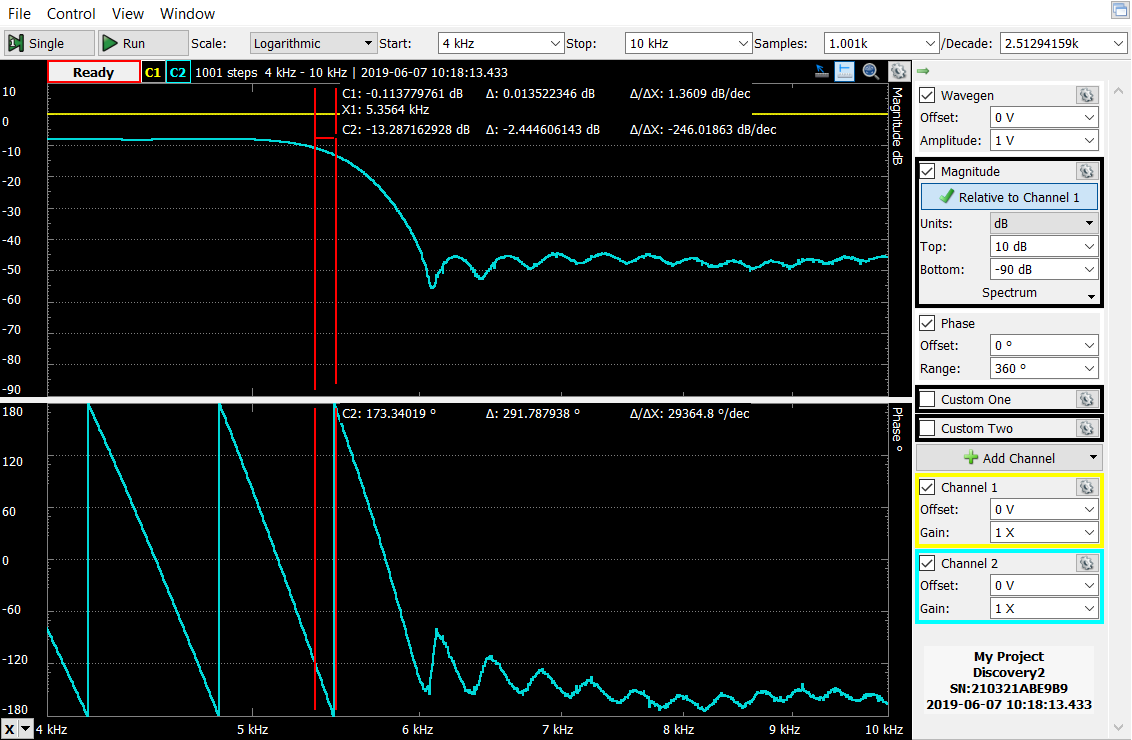 File Control View Window
Single Run Scale: Logarithmic Start: 4 kHz Stop: 10 kHz Samples: 1.001k /Decade: 2.51294159k
Ready C1 C2 1001 steps 4 kHz - 10 kHz | 2019-06-07 10:18:13.433
C1: -0.113779761 dB Δ: 0.013522346 dB Δ/ΔX: 1.3609 dB/dec
X1: 5.3564 kHz
C2: -13.287162928 dB Δ: -2.444606143 dB Δ/ΔX: -246.01863 dB/dec
Magnitude dB
10
0
-10
-20
-30
-40
-50
-60
-70
-80
-90
C2: 173.34019 º Δ: 291.787938 º Δ/ΔX: 29364.8 º/dec
Phase º
180
120
60
0
-60
-120
-180
X 4 kHz 5 kHz 6 kHz 7 kHz 8 kHz 9 kHz 10 kHz
Wavegen
Offset: 0 V
Amplitude: 1 V
Magnitude
Relative to Channel 1
Units: dB
Top: 10 dB
Bottom: -90 dB
Spectrum
Phase
Offset: 0 º
Range: 360 º
Custom One
Custom Two
Add Channel
Channel 1
Offset: 0 V
Gain: 1 X
Channel 2
Offset: 0 V
Gain: 1 X
My Project
Discovery2
SN:210321ABE9B9
2019-06-07 10:18:13.433